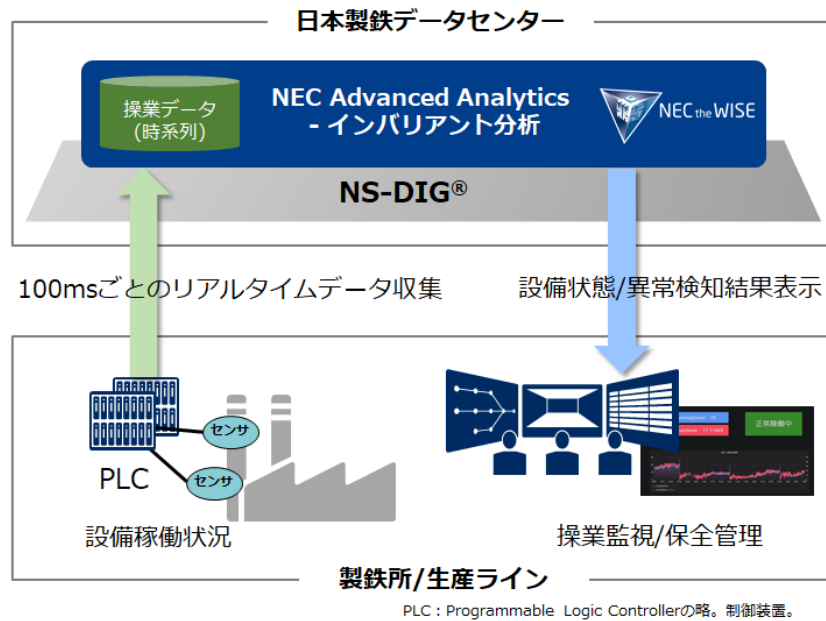 日本製鉄データセンター
操業データ
(時系列)
NEC Advanced Analytics
- インバリアント分析
NEC the WISE
NS-DIG®
100msごとのリアルタイムデータ収集
設備状態/異常検知結果表示
センサ
センサ
PLC
正常稼働中
設備稼働状況
操業監視/保全管理
製鉄所/生産ライン
PLC：Programmable Logic Controllerの略。制御装置。